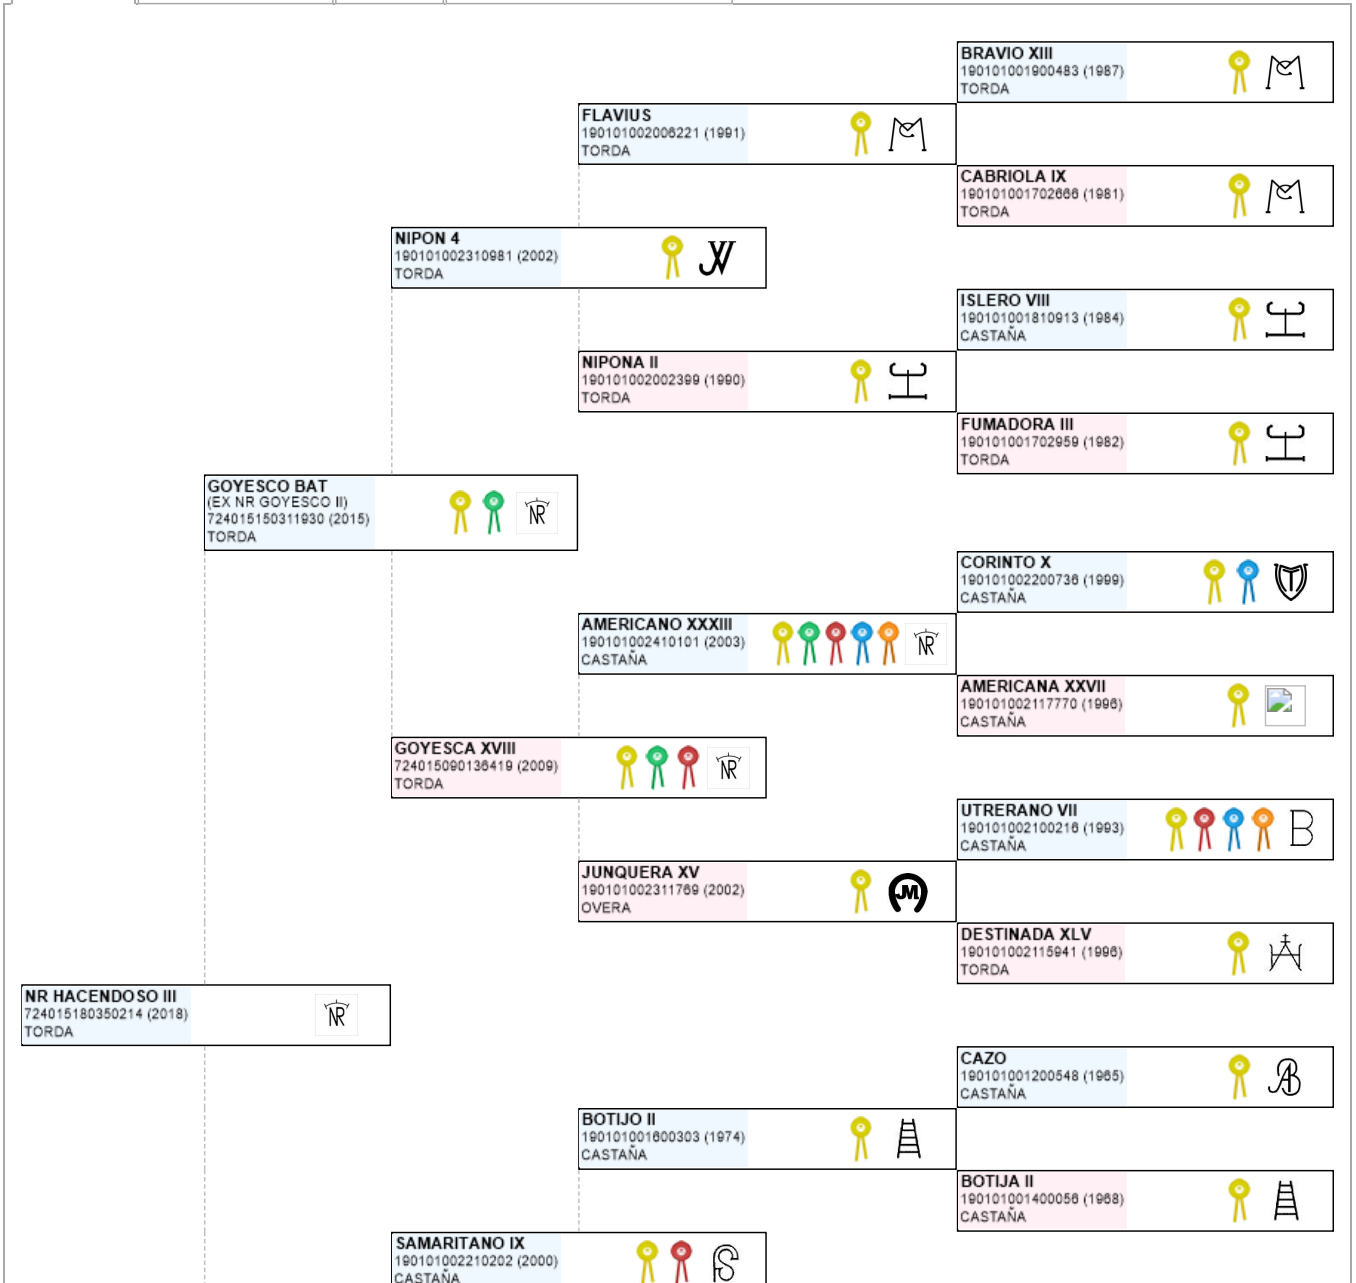 BRAVIO XIII
190101001900483 (1987)
TORDA
FLAVIUS
190101002006221 (1991)
TORDA
CABRIOLA IX
190101001702666 (1981)
TORDA
NIPON 4
190101002310981 (2002)
TORDA
ISLERO VIII
190101001810913 (1984)
CASTAÑA
NIPONA II
190101002002399 (1990)
TORDA
FUMADORA III
190101001702959 (1982)
TORDA
GOYESCO BAT
(EX NR GOYESCO II)
724015150311930 (2015)
TORDA
NR
CORINTO X
190101002200736 (1999)
CASTAÑA
AMERICANO XXXIII
190101002410101 (2003)
CASTAÑA
NR
AMERICANA XXVII
190101002117770 (1996)
CASTAÑA
GOYESCA XVIII
724015090136419 (2009)
TORDA
NR
UTRERANO VII
190101002100216 (1993)
CASTAÑA
B
JUNQUERA XV
190101002311769 (2002)
OVERA
JM
DESTINADA XLV
190101002115941 (1996)
TORDA
NR HACENDOSO III
724015180350214 (2018)
TORDA
NR
CAZO
190101001200548 (1965)
CASTAÑA
BOTIJO II
190101001600303 (1974)
CASTAÑA
BOTIJA II
190101001400056 (1968)
CASTAÑA
SAMARITANO IX
190101002210202 (2000)
CASTAÑA